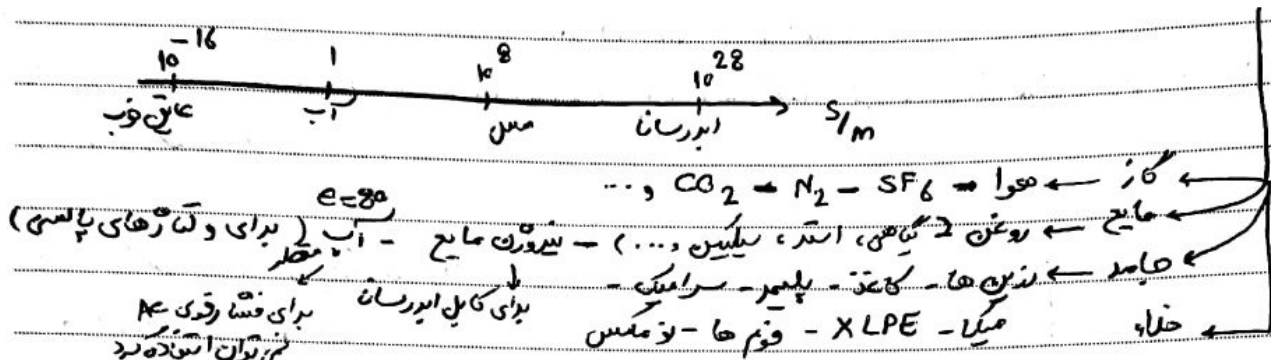 10^-16 1 10^8 10^28
عایق خوب آب مس ابررسانا S/m
گاز ← هوا - SF6 - N2 - CO2 و ...
e=80
مایع ← روغن (گیاهی، استر، سیلیکن و...) - نیتروژن مایع - آب مقطر (برای ولتاژهای پالسی)
جامد ← رزین ها - کاغذ - پلیمر - سرامیک -
برای کابل ابررسانا
برای فشار قوی AC
نمی توان استفاده کرد
خلاء میکا - XLPE - فوم ها - نومکس